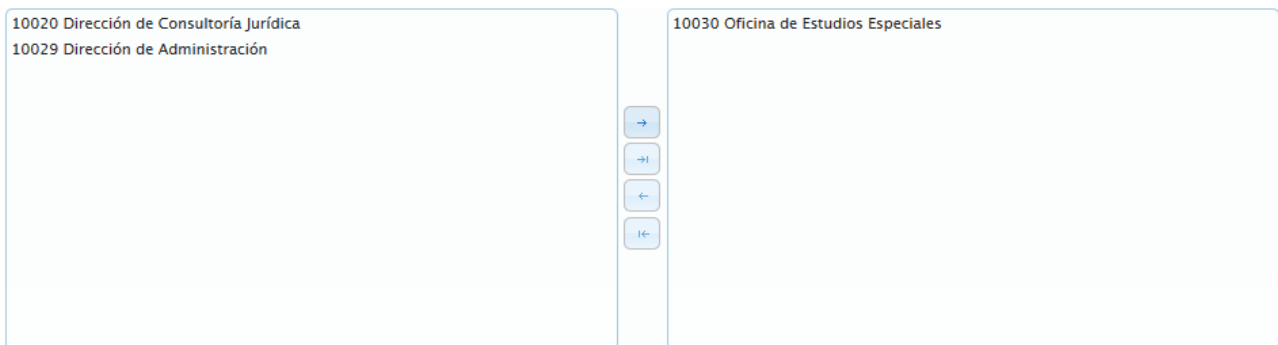 10020 Dirección de Consultoría Jurídica
10029 Dirección de Administración
10030 Oficina de Estudios Especiales